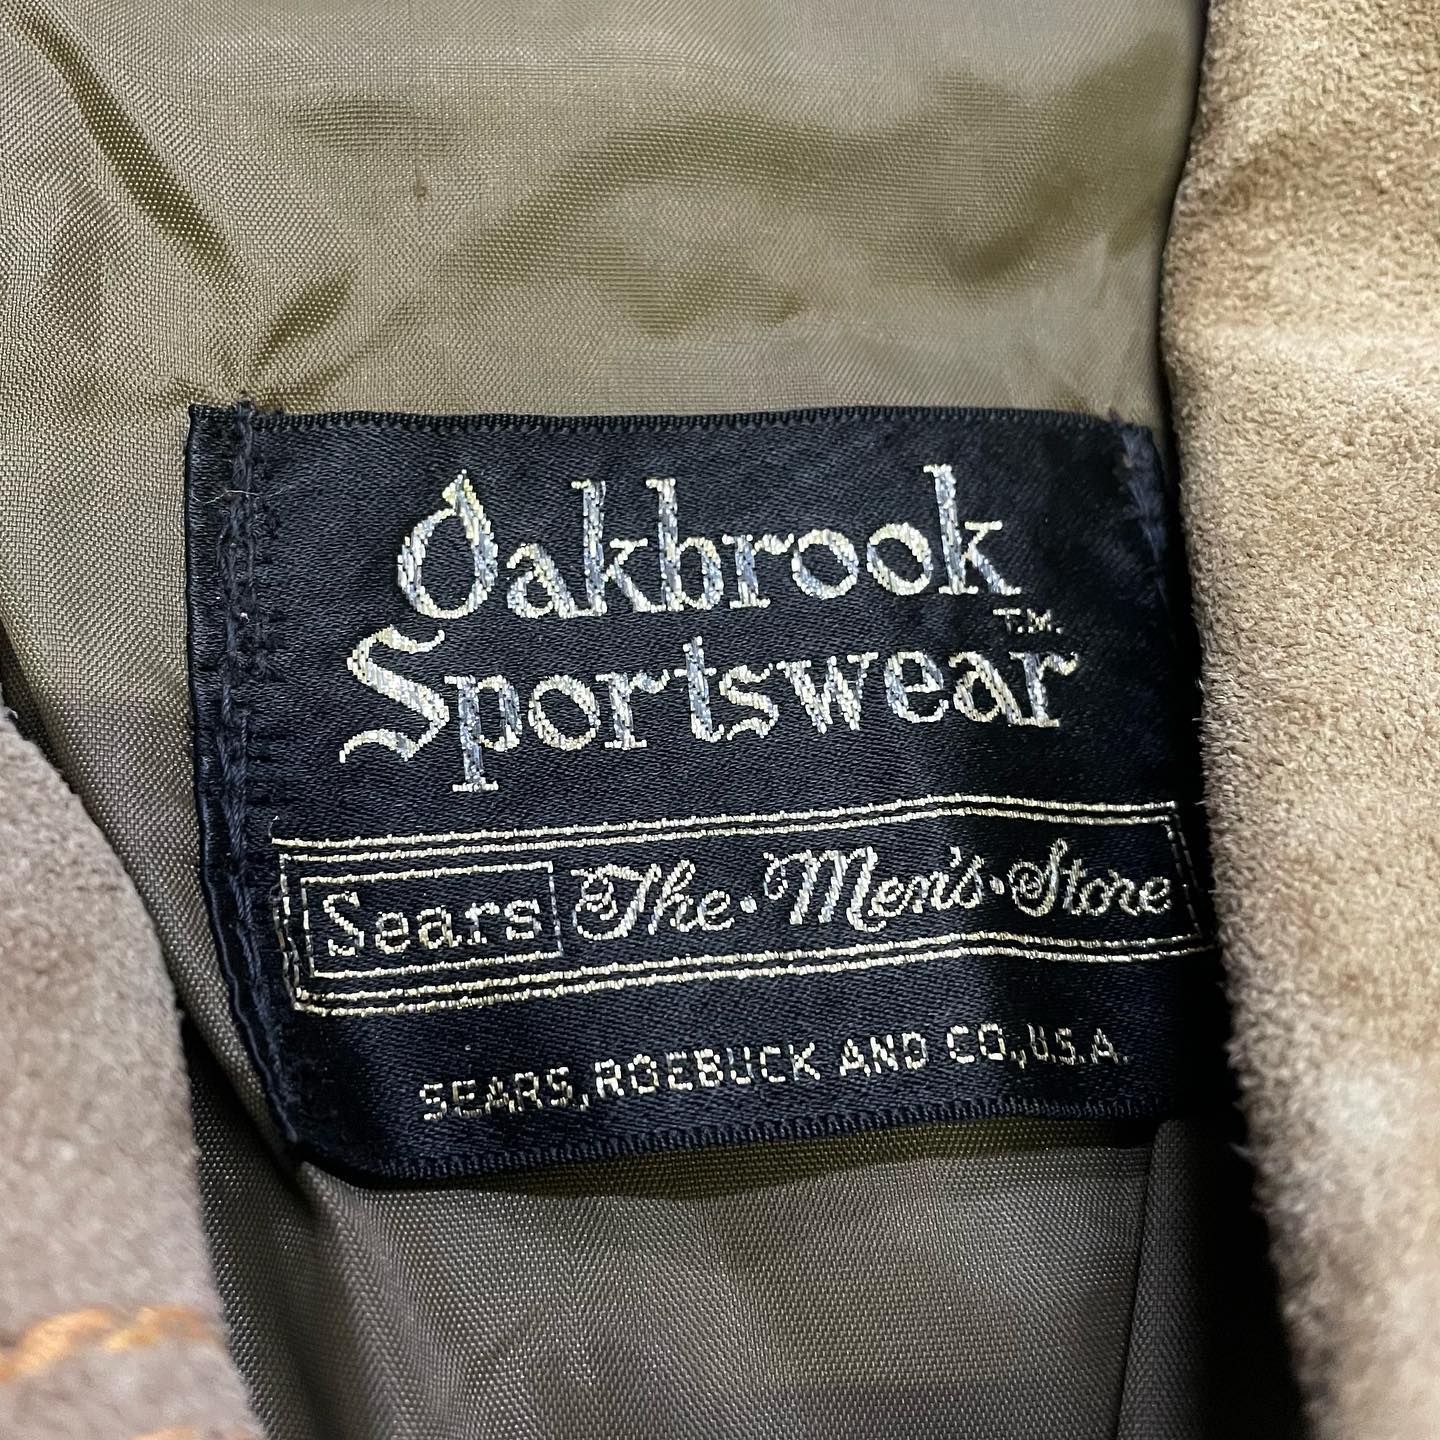 Oakbrook
T.M.
Sportswear
Sears The·Men's·Store
SEARS, ROEBUCK AND CO., U.S.A.